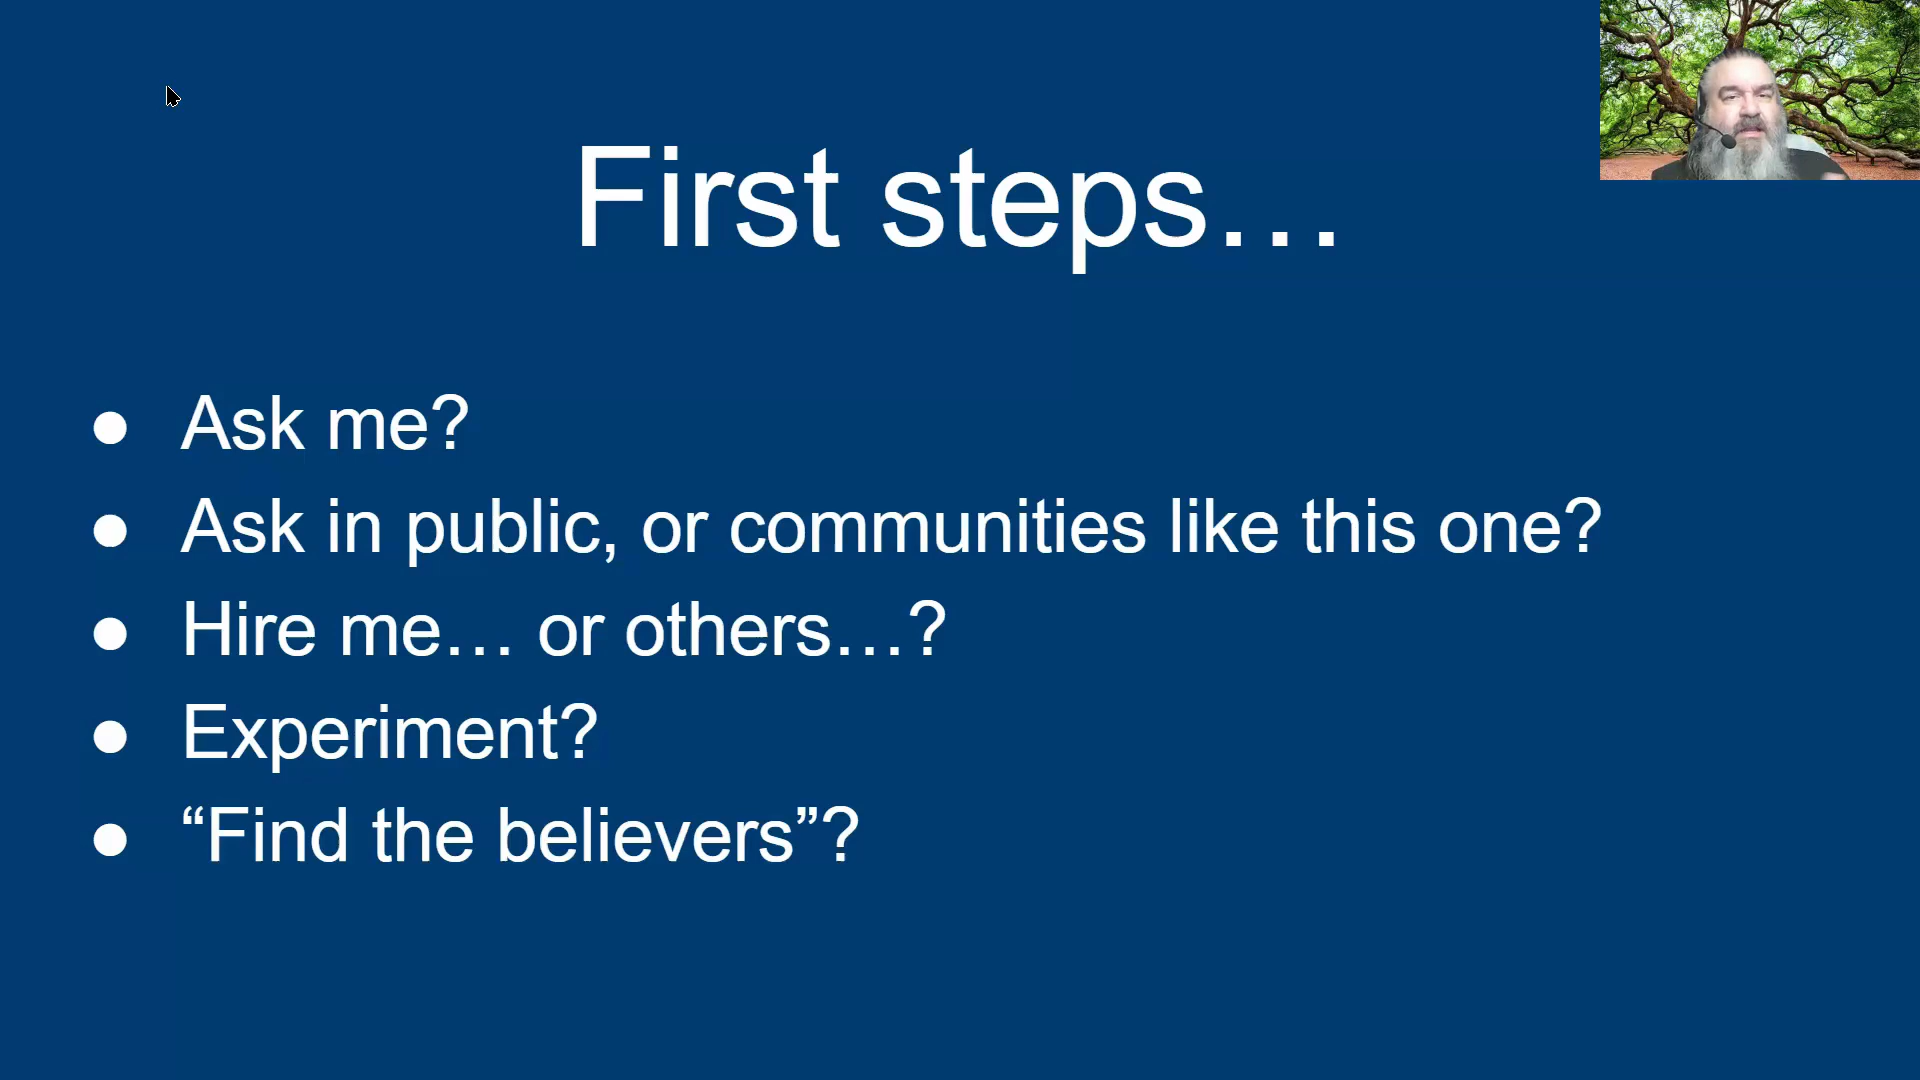 First steps…
● Ask me?
● Ask in public, or communities like this one?
● Hire me… or others…?
● Experiment?
● “Find the believers”?